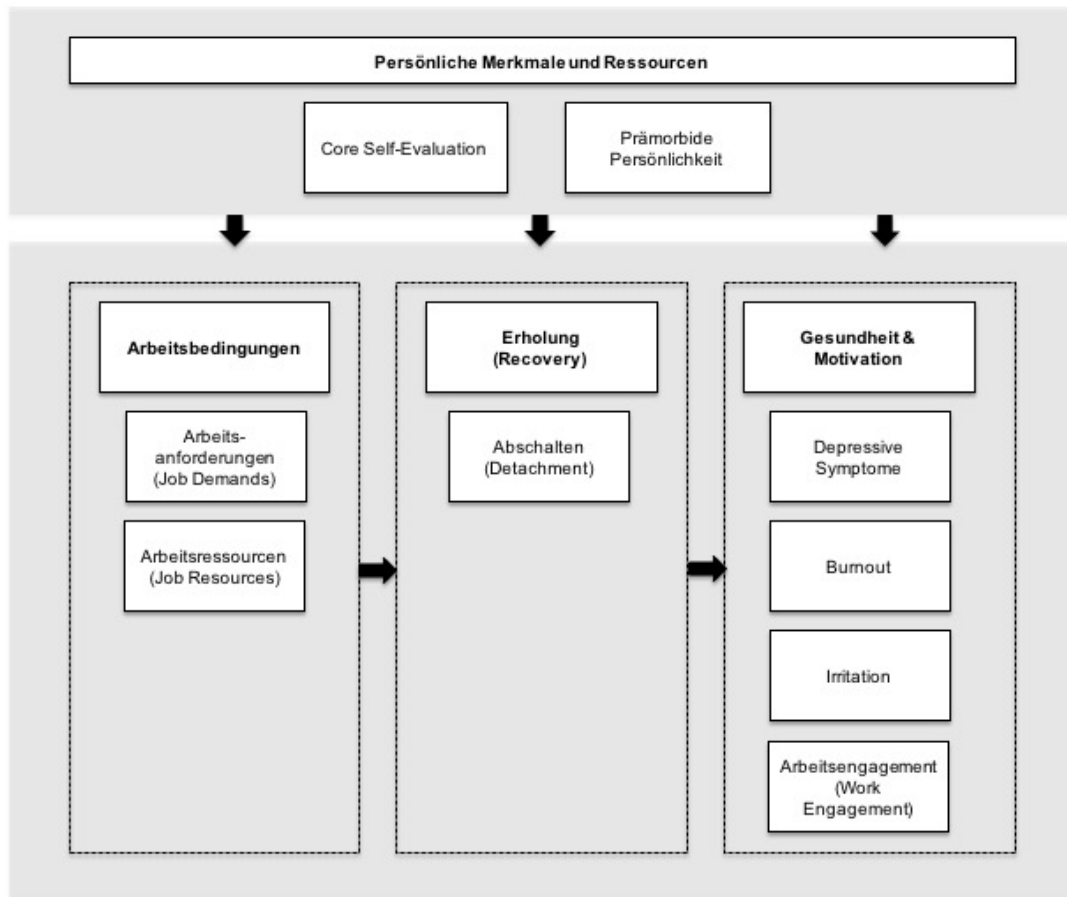 Persönliche Merkmale und Ressourcen
Core Self-Evaluation
Prämorbide
Persönlichkeit
Arbeitsbedingungen
Arbeits-
anforderungen
(Job Demands)
Arbeitsressourcen
(Job Resources)
Erholung
(Recovery)
Abschalten
(Detachment)
Gesundheit &
Motivation
Depressive
Symptome
Burnout
Irritation
Arbeitsengagement
(Work
Engagement)